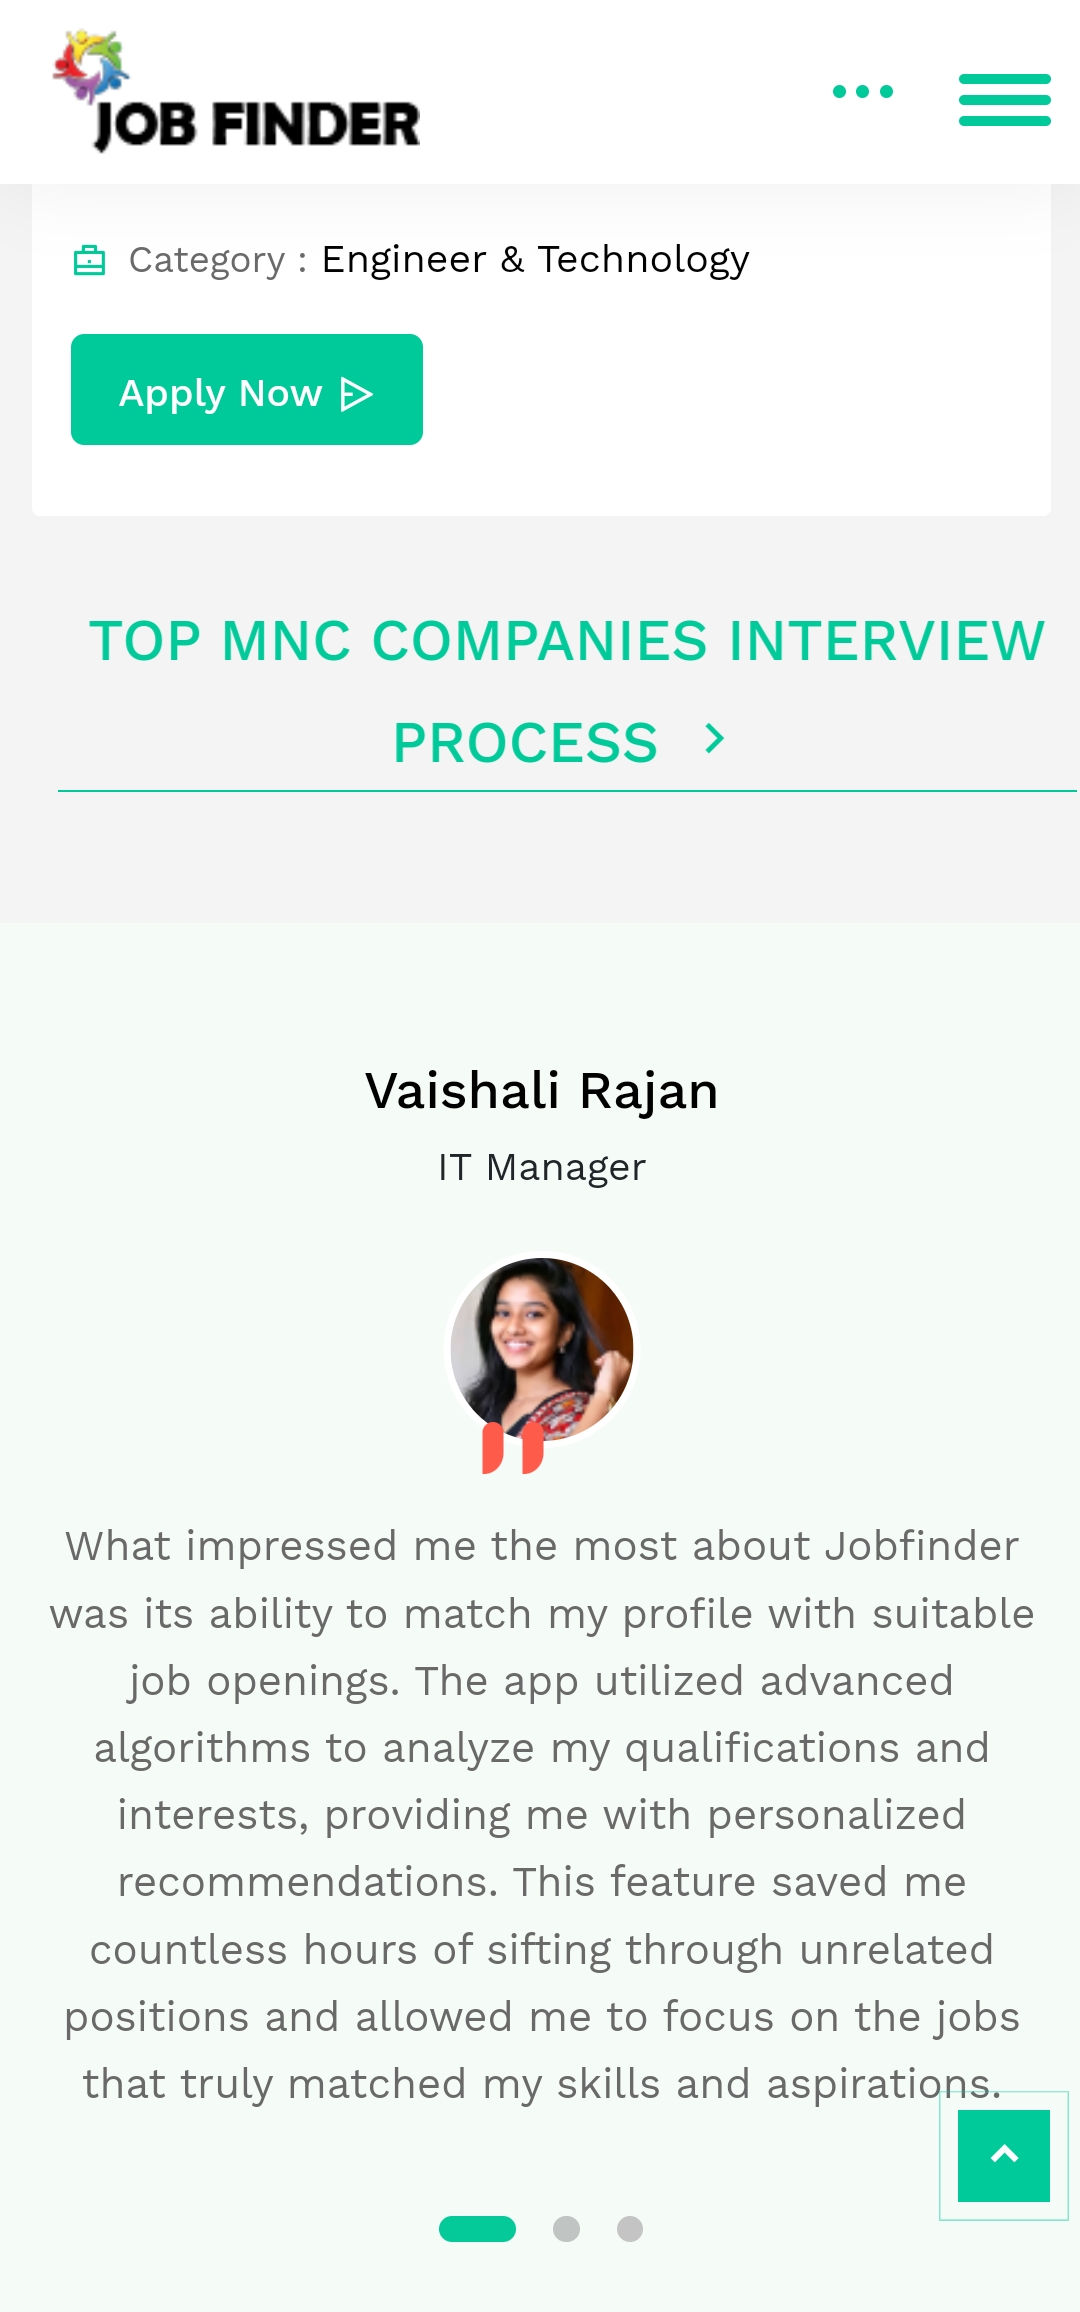 JOB FINDER
Category : Engineer & Technology
Apply Now
TOP MNC COMPANIES INTERVIEW
PROCESS
Vaishali Rajan
IT Manager
What impressed me the most about Jobfinder
was its ability to match my profile with suitable
job openings. The app utilized advanced
algorithms to analyze my qualifications and
interests, providing me with personalized
recommendations. This feature saved me
countless hours of sifting through unrelated
positions and allowed me to focus on the jobs
that truly matched my skills and aspirations.